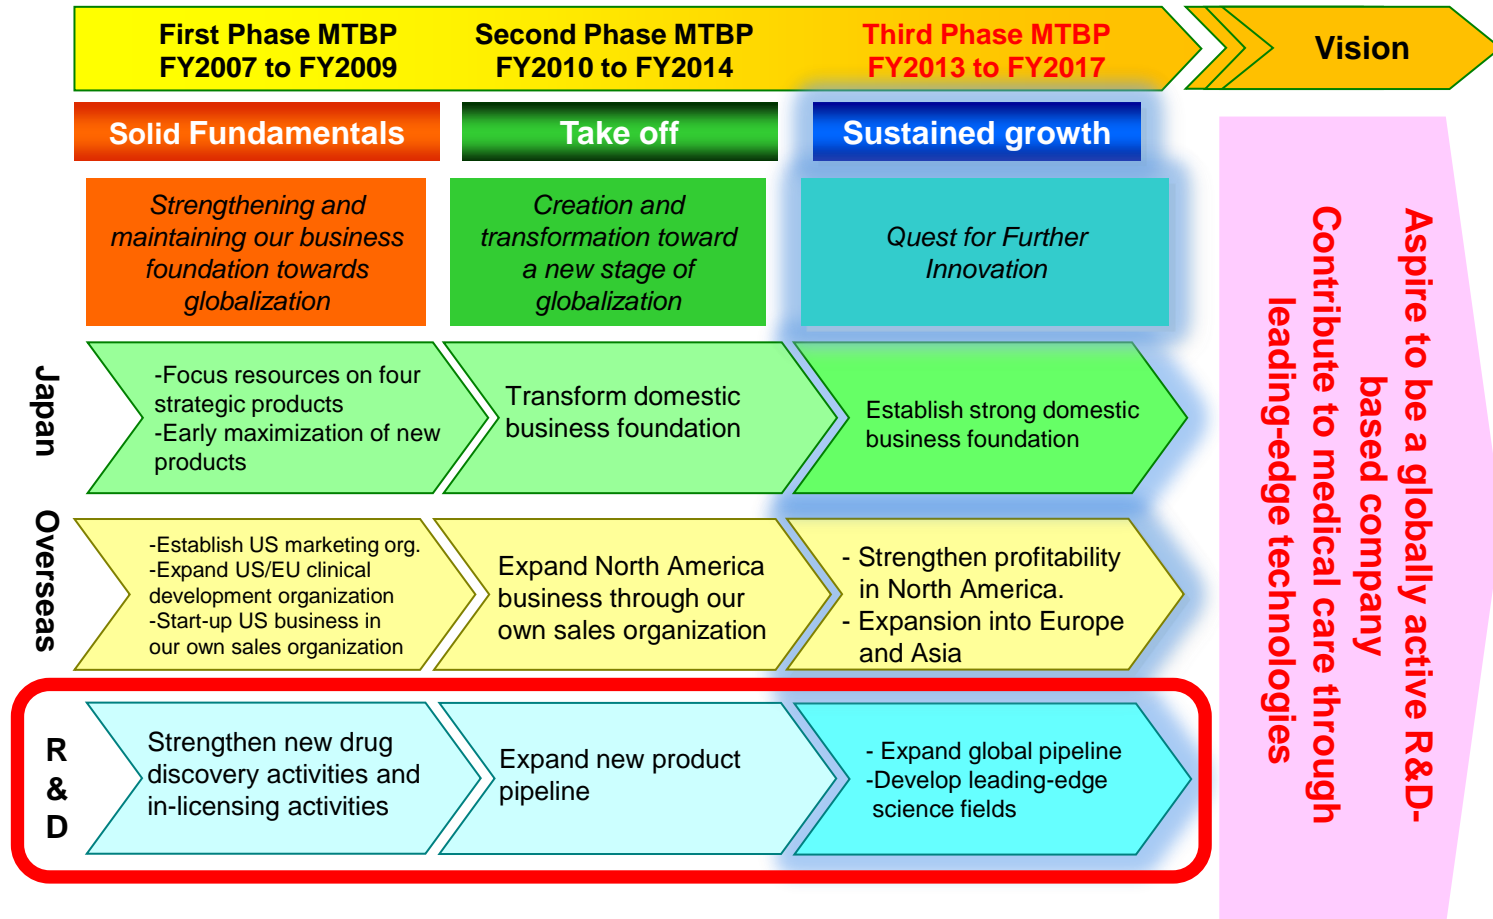 First Phase MTBP
FY2007 to FY2009
Second Phase MTBP
FY2010 to FY2014
Third Phase MTBP
FY2013 to FY2017
Vision
Solid Fundamentals
Take off
Sustained growth
Strengthening and
maintaining our business
foundation towards
globalization
Creation and
transformation toward
a new stage of
globalization
Quest for Further
Innovation
Japan
-Focus resources on four
strategic products
-Early maximization of new
products
Transform domestic
business foundation
Establish strong domestic
business foundation
Overseas
-Establish US marketing org.
-Expand US/EU clinical
development organization
-Start-up US business in
our own sales organization
Expand North America
business through our
own sales organization
- Strengthen profitability
in North America.
- Expansion into Europe
and Asia
R
&
D
Strengthen new drug
discovery activities and
in-licensing activities
Expand new product
pipeline
- Expand global pipeline
-Develop leading-edge
science fields
Aspire to be a globally active R&D-
based company
Contribute to medical care through
leading-edge technologies